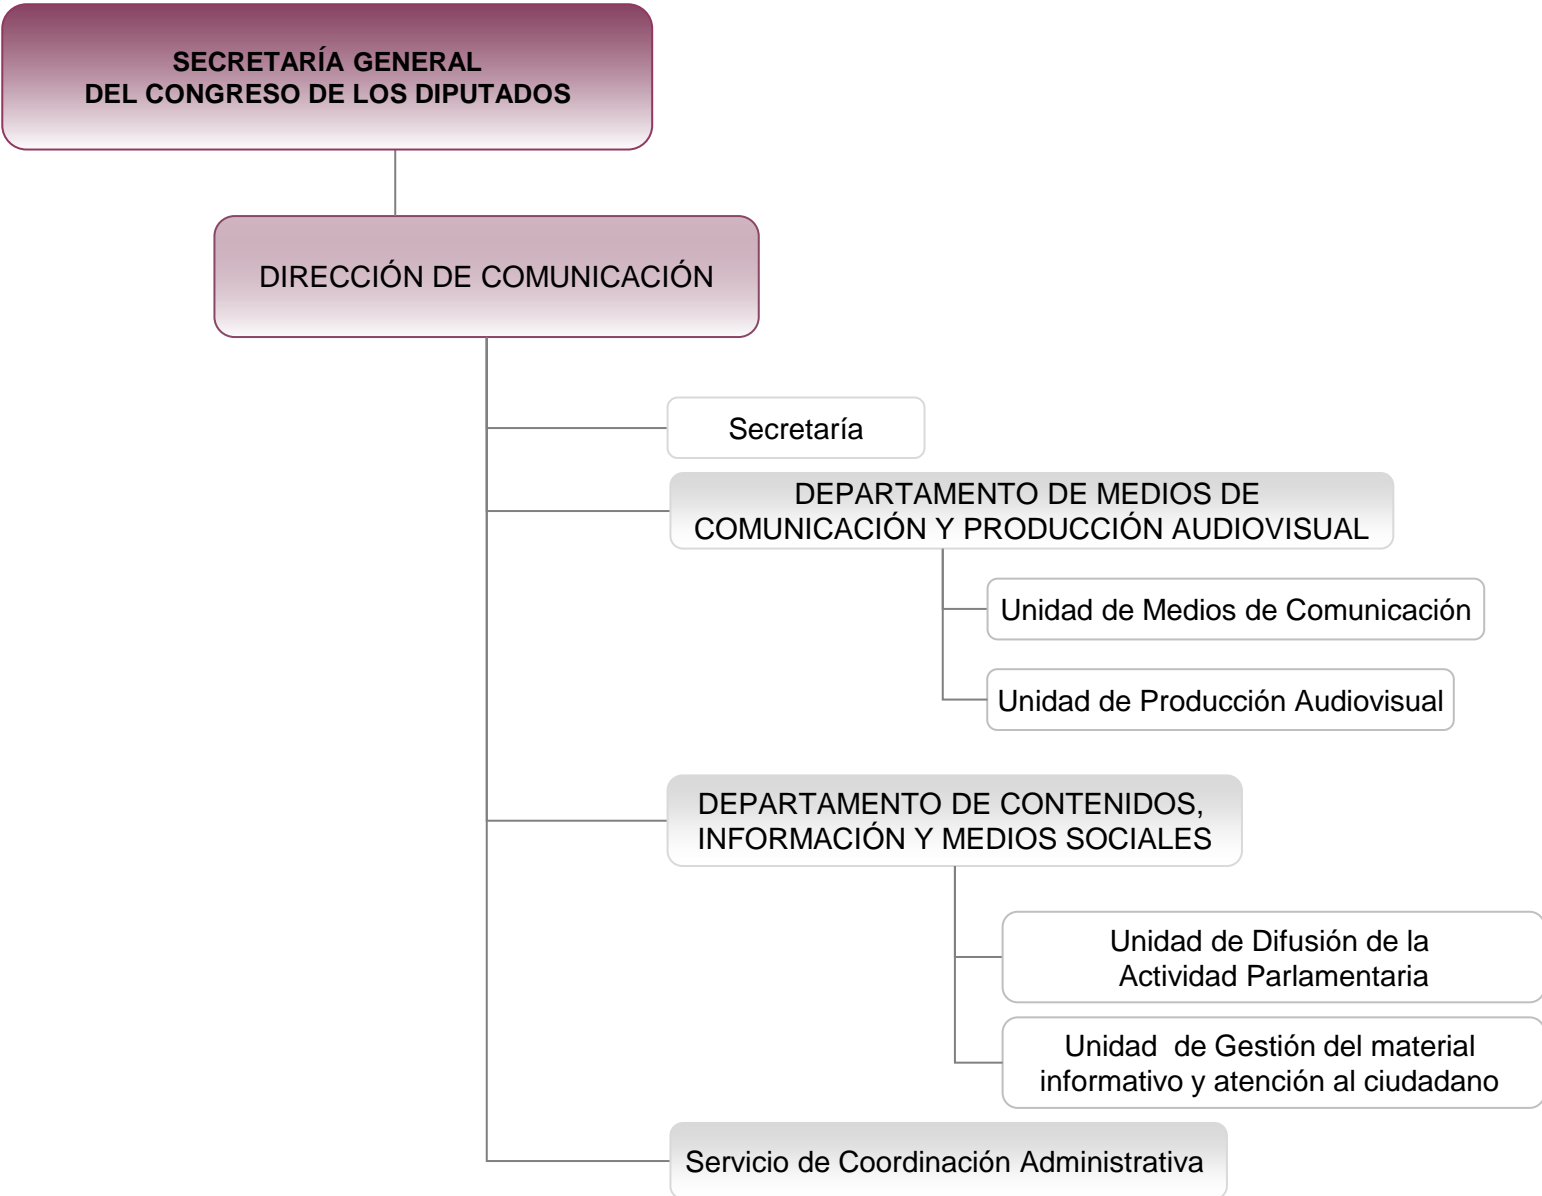 SECRETARÍA GENERAL
DEL CONGRESO DE LOS DIPUTADOS
DIRECCIÓN DE COMUNICACIÓN
Secretaría
DEPARTAMENTO DE MEDIOS DE
COMUNICACIÓN Y PRODUCCIÓN AUDIOVISUAL
Unidad de Medios de Comunicación
Unidad de Producción Audiovisual
DEPARTAMENTO DE CONTENIDOS,
INFORMACIÓN Y MEDIOS SOCIALES
Unidad de Difusión de la
Actividad Parlamentaria
Unidad  de Gestión del material
informativo y atención al ciudadano
Servicio de Coordinación Administrativa